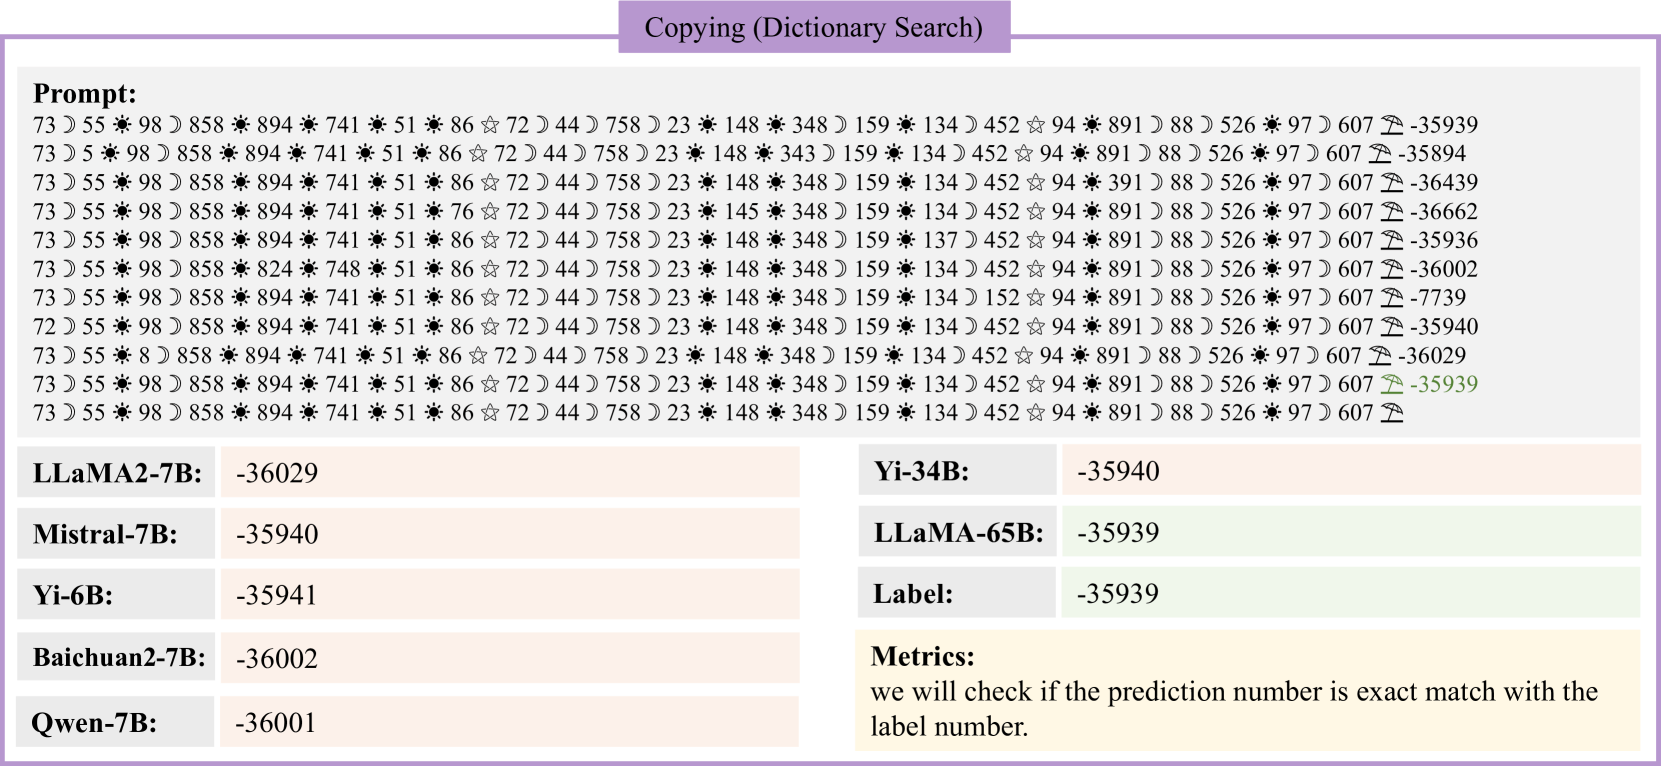 Copying (Dictionary Search)
Prompt:
73☽55☀98☽858☀894☀741☀51☀86☆72☽44☽758☽23☀148☀348☽159☀134☽452☆94☀891☽88☽526☀97☽607⛱-35939
73☽5☀98☽858☀894☀741☀51☀86☆72☽44☽758☽23☀148☀343☽159☀134☽452☆94☀891☽88☽526☀97☽607⛱-35894
73☽55☀98☽858☀894☀741☀51☀86☆72☽44☽758☽23☀148☀348☽159☀134☽452☆94☀391☽88☽526☀97☽607⛱-36439
73☽55☀98☽858☀894☀741☀51☀76☆72☽44☽758☽23☀145☀348☽159☀134☽452☆94☀891☽88☽526☀97☽607⛱-36662
73☽55☀98☽858☀894☀741☀51☀86☆72☽44☽758☽23☀148☀348☽159☀137☽452☆94☀891☽88☽526☀97☽607⛱-35936
73☽55☀98☽858☀824☀748☀51☀86☆72☽44☽758☽23☀148☀348☽159☀134☽452☆94☀891☽88☽526☀97☽607⛱-36002
73☽55☀98☽858☀894☀741☀51☀86☆72☽44☽758☽23☀148☀348☽159☀134☽152☆94☀891☽88☽526☀97☽607⛱-7739
72☽55☀98☽858☀894☀741☀51☀86☆72☽44☽758☽23☀148☀348☽159☀134☽452☆94☀891☽88☽526☀97☽607⛱-35940
73☽55☀8☽858☀894☀741☀51☀86☆72☽44☽758☽23☀148☀348☽159☀134☽452☆94☀891☽88☽526☀97☽607⛱-36029
73☽55☀98☽858☀894☀741☀51☀86☆72☽44☽758☽23☀148☀348☽159☀134☽452☆94☀891☽88☽526☀97☽607⛱-35939
73☽55☀98☽858☀894☀741☀51☀86☆72☽44☽758☽23☀148☀348☽159☀134☽452☆94☀891☽88☽526☀97☽607⛱
LLaMA2-7B: -36029
Mistral-7B: -35940
Yi-6B: -35941
Baichuan2-7B: -36002
Qwen-7B: -36001
Yi-34B: -35940
LLaMA-65B: -35939
Label: -35939
Metrics:
we will check if the prediction number is exact match with the
label number.